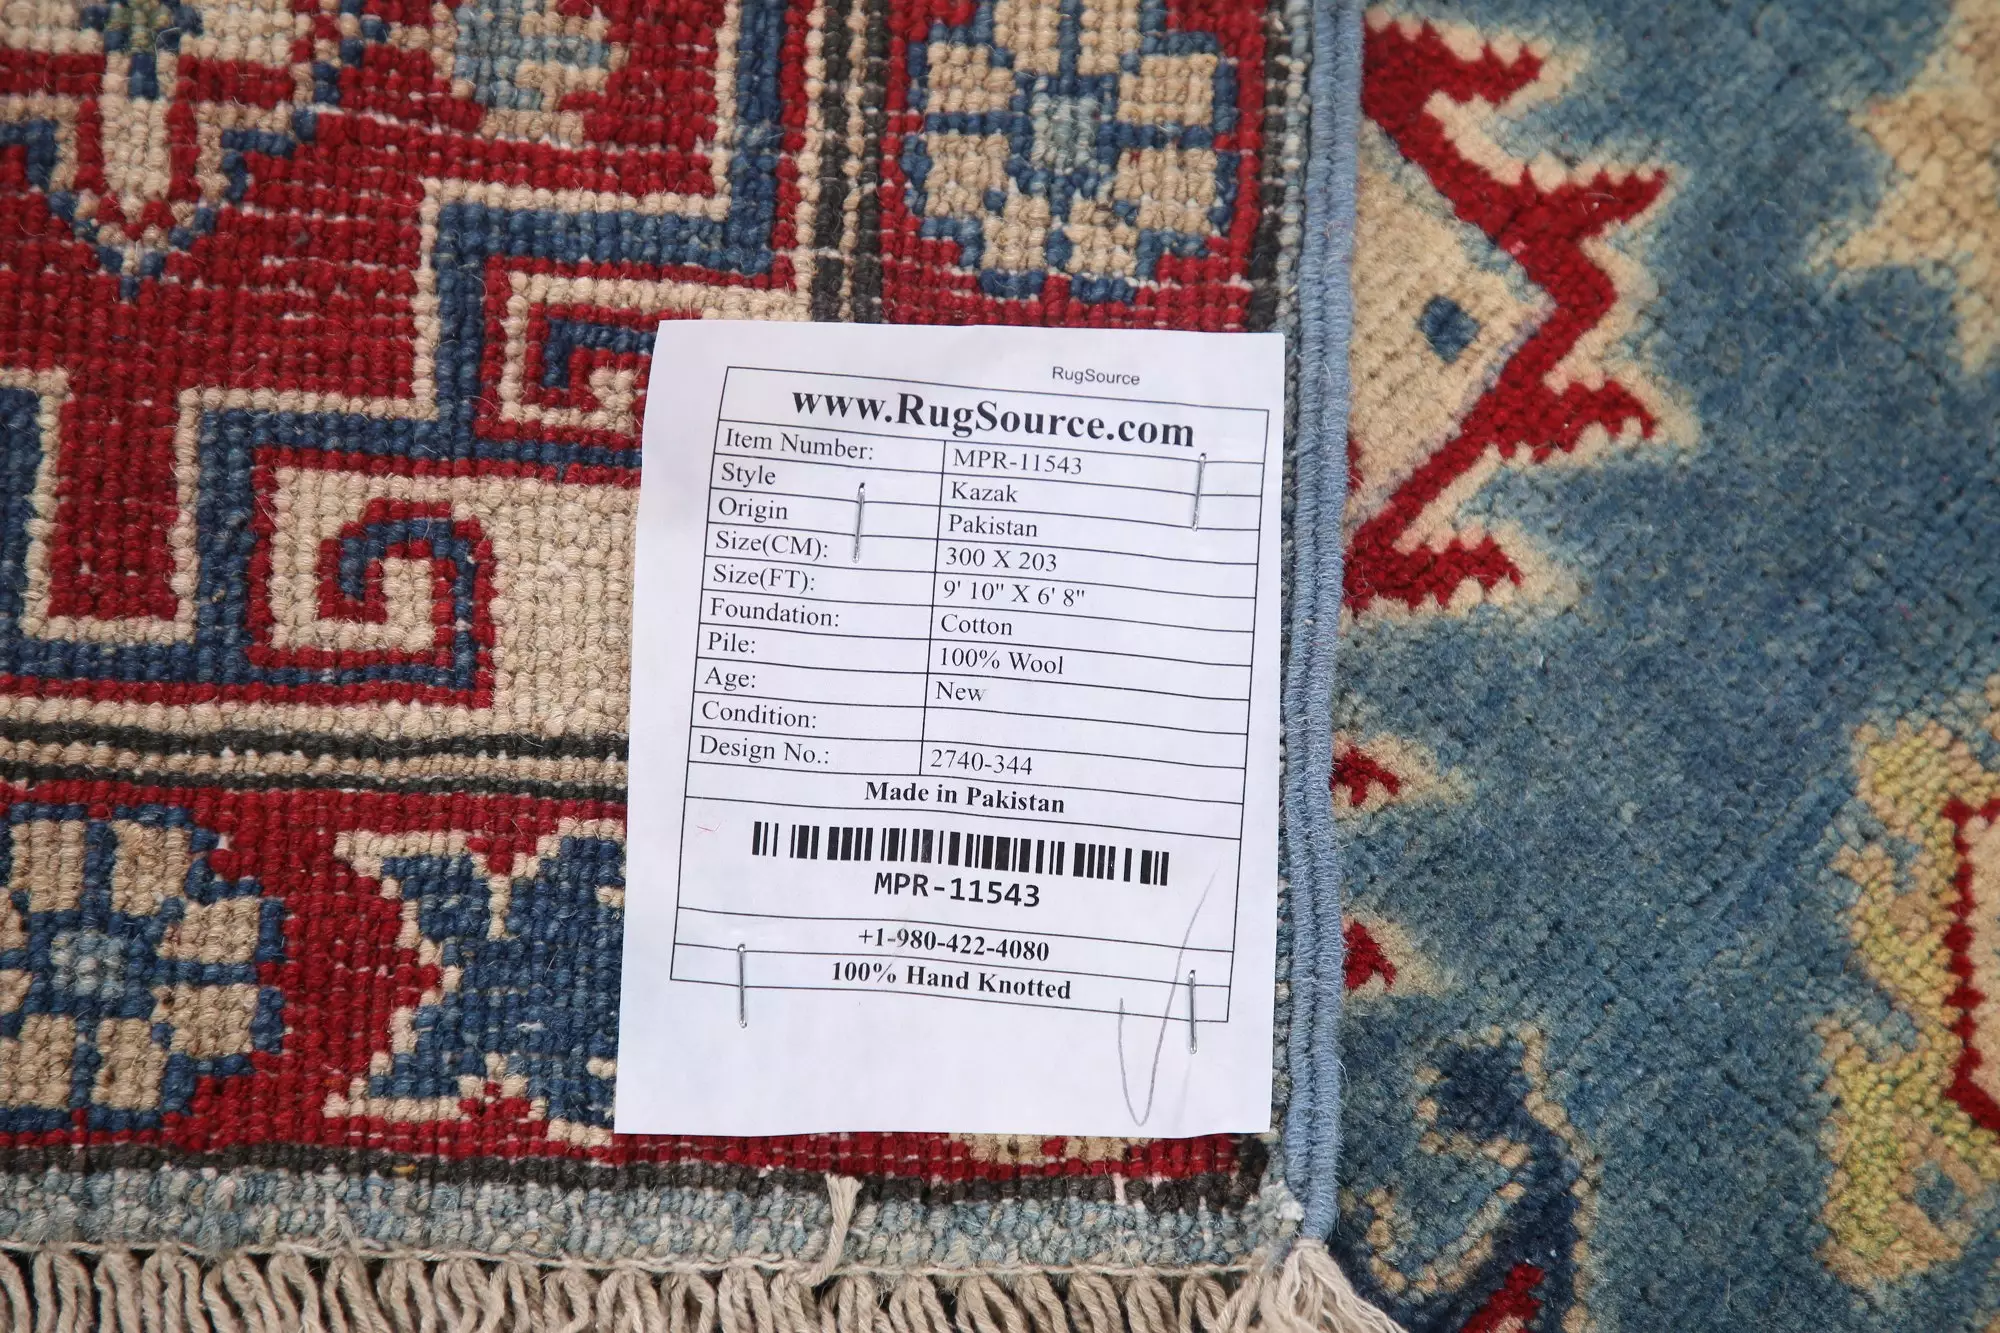 RugSource
www.RugSource.com
Item Number: MPR-11543
Style Kazak
Origin Pakistan
Size(CM): 300 X 203
Size(FT): 9' 10" X 6' 8"
Foundation: Cotton
Pile: 100% Wool
Age: New
Condition:
Design No.: 2740-344
Made in Pakistan
MPR-11543
+1-980-422-4080
100% Hand Knotted